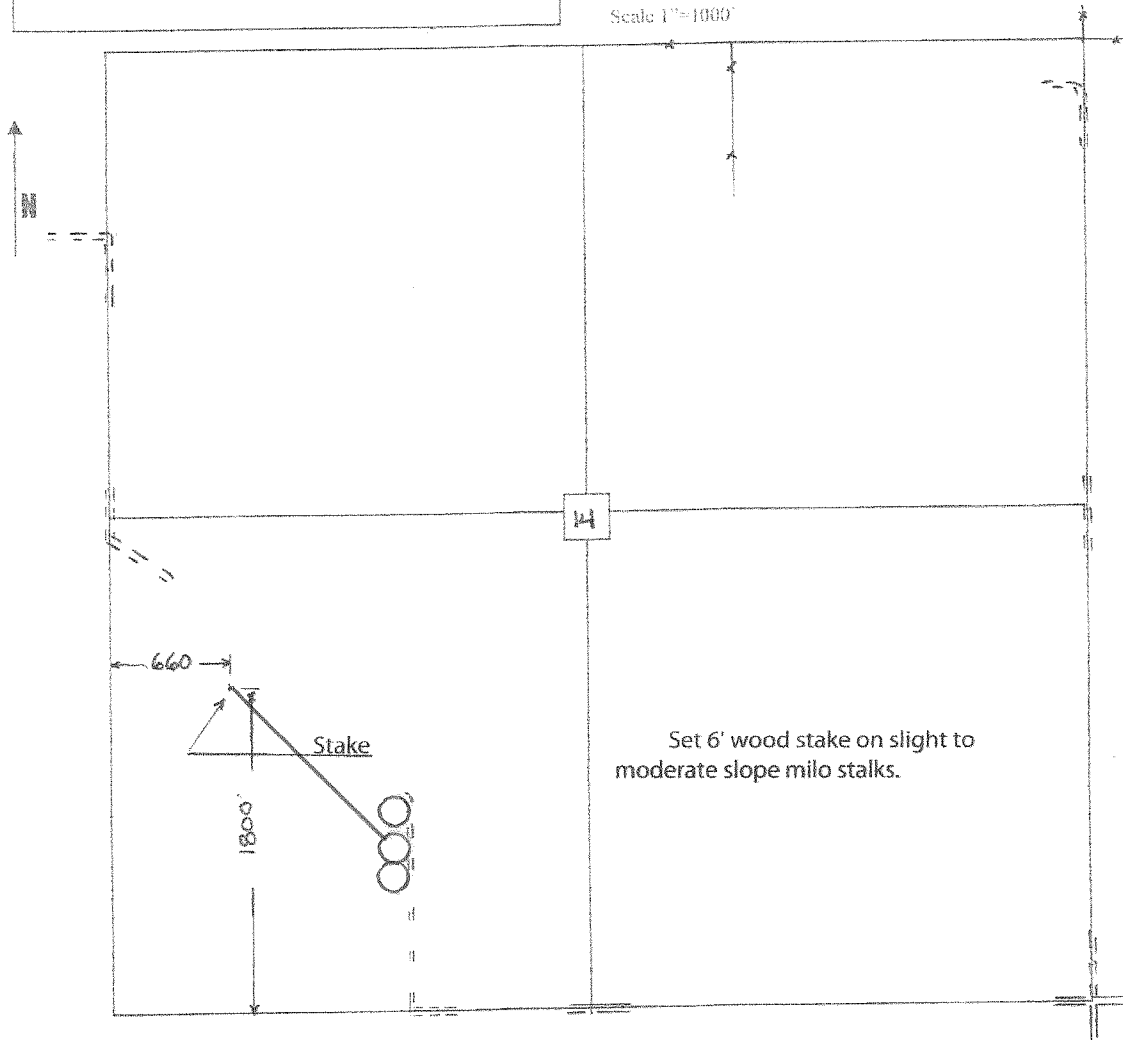 Scale 1"=1000'
N
14
660
Stake
1800'
Set 6' wood stake on slight to
moderate slope milo stalks.